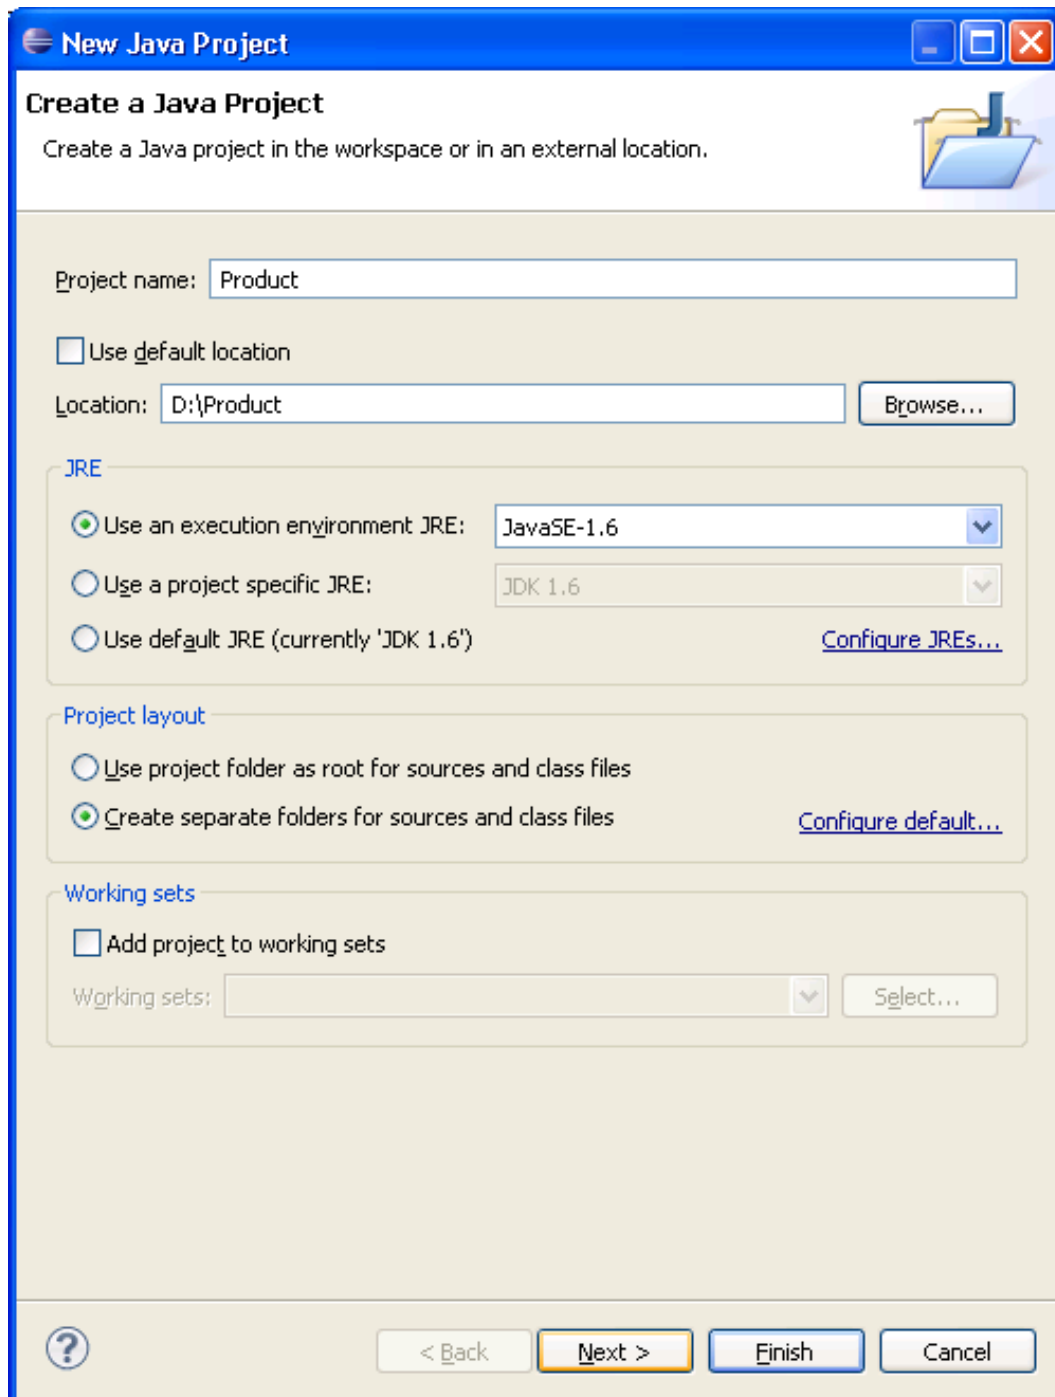 New Java Project
Create a Java Project
Create a Java project in the workspace or in an external location.
Project name: Product
Use default location
Location: D:\Product Browse...
JRE
Use an execution environment JRE: JavaSE-1.6
Use a project specific JRE: JDK 1.6
Use default JRE (currently 'JDK 1.6') Configure JREs...
Project layout
Use project folder as root for sources and class files
Create separate folders for sources and class files Configure default...
Working sets
Add project to working sets
Working sets: Select...
? < Back Next > Finish Cancel